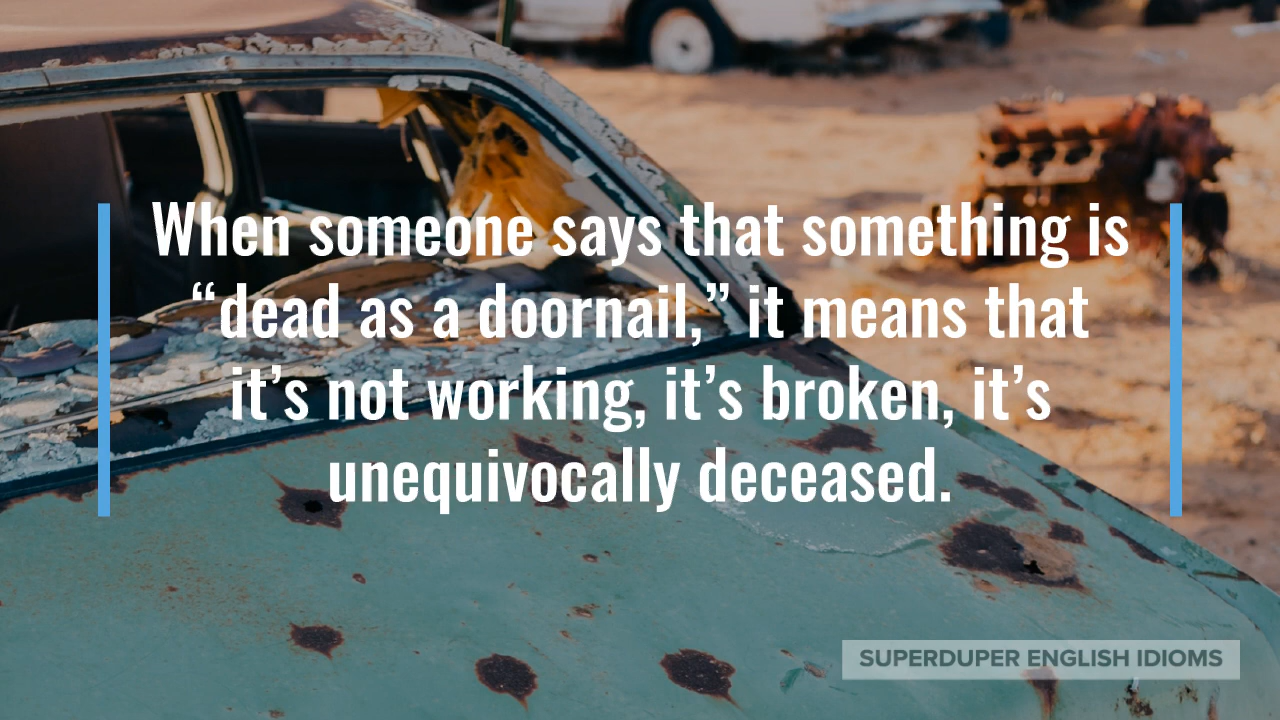 When someone says that something is
“dead as a doornail,” it means that
it’s not working, it’s broken, it’s
unequivocally deceased.
SUPERDUPER ENGLISH IDIOMS